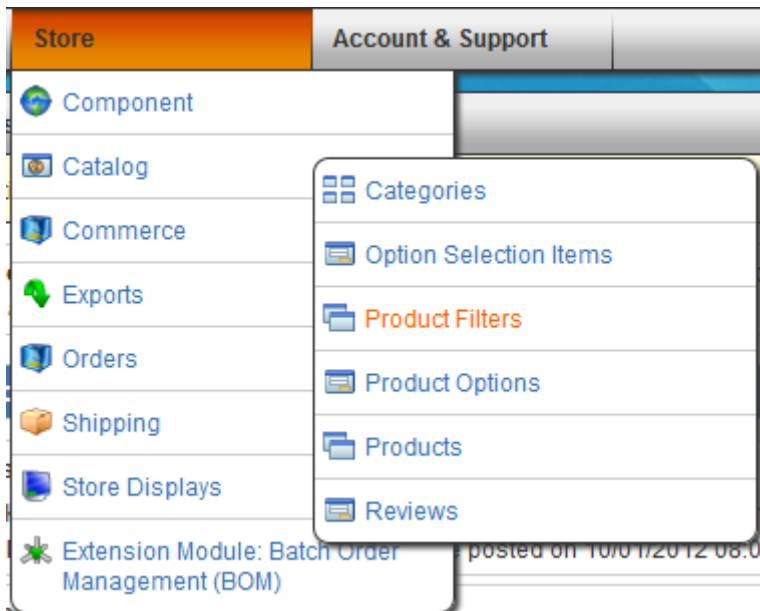 Store
Account & Support
Component
Catalog
Commerce
Exports
Orders
Shipping
Store Displays
Extension Module: Batch Order
Management (BOM)
Categories
Option Selection Items
Product Filters
Product Options
Products
Reviews
posted on 10/01/2012 08:0